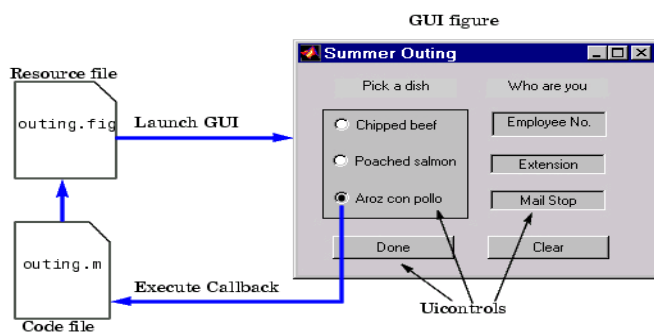 GUI figure
Summer Outing
Resource file
Pick a dish
Who are you
outing.fig
Launch GUI
Chipped beef
Employee No.
Poached salmon
Extension
Aroz con pollo
Mail Stop
outing.m
Done
Clear
Execute Callback
Uicontrols
Code file